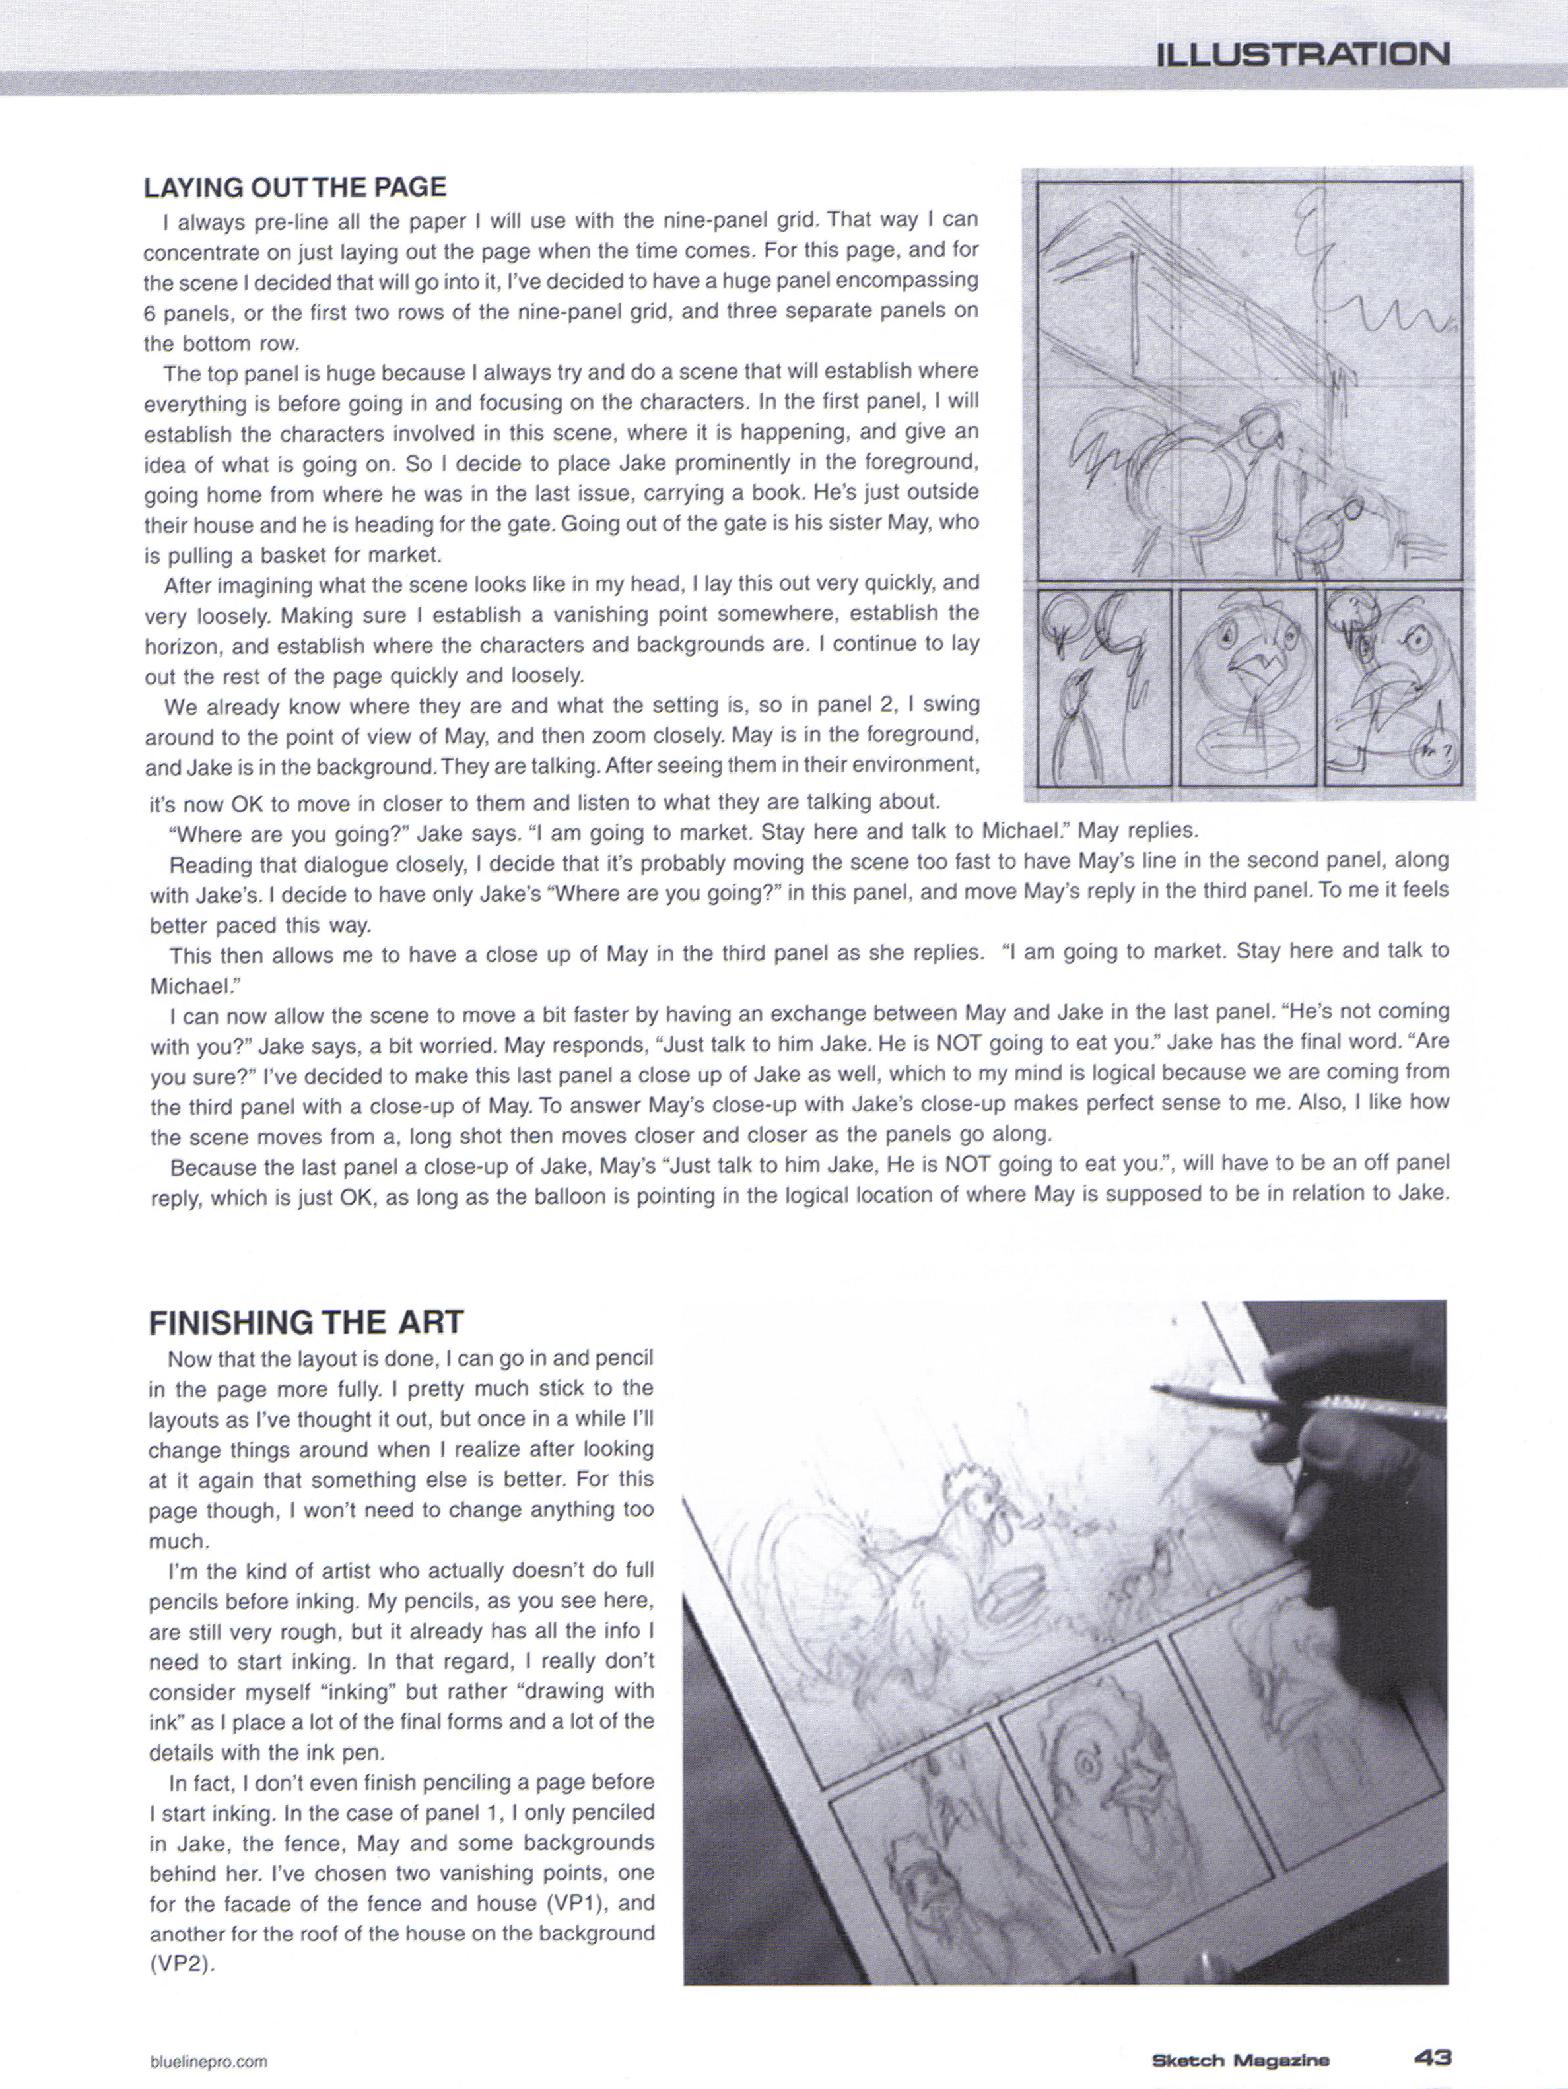 ILLUSTRATION
LAYING OUT THE PAGE
I always pre-line all the paper I will use with the nine-panel grid. That way I can
concentrate on just laying out the page when the time comes. For this page, and for
the scene I decided that will go into it, I've decided to have a huge panel encompassing
6 panels, or the first two rows of the nine-panel grid, and three separate panels on
the bottom row.
The top panel is huge because I always try and do a scene that will establish where
everything is before going in and focusing on the characters. In the first panel, I will
establish the characters involved in this scene, where it is happening, and give an
idea of what is going on. So I decide to place Jake prominently in the foreground,
going home from where he was in the last issue, carrying a book. He's just outside
their house and he is heading for the gate. Going out of the gate is his sister May, who
is pulling a basket for market.
After imagining what the scene looks like in my head, I lay this out very quickly, and
very loosely. Making sure I establish a vanishing point somewhere, establish the
horizon, and establish where the characters and backgrounds are. I continue to lay
out the rest of the page quickly and loosely.
We already know where they are and what the setting is, so in panel 2, I swing
around to the point of view of May, and then zoom closely. May is in the foreground,
and Jake is in the background. They are talking. After seeing them in their environment,
it's now OK to move in closer to them and listen to what they are talking about.
“Where are you going?” Jake says. “I am going to market. Stay here and talk to Michael.” May replies.
Reading that dialogue closely, I decide that it's probably moving the scene too fast to have May's line in the second panel, along
with Jake's. I decide to have only Jake's “Where are you going?” in this panel, and move May's reply in the third panel. To me it feels
better paced this way.
This then allows me to have a close up of May in the third panel as she replies. “I am going to market. Stay here and talk to
Michael.”
I can now allow the scene to move a bit faster by having an exchange between May and Jake in the last panel. “He's not coming
with you?” Jake says, a bit worried. May responds, “Just talk to him Jake. He is NOT going to eat you.” Jake has the final word. “Are
you sure?” I've decided to make this last panel a close up of Jake as well, which to my mind is logical because we are coming from
the third panel with a close-up of May. To answer May's close-up with Jake's close-up makes perfect sense to me. Also, I like how
the scene moves from a, long shot then moves closer and closer as the panels go along.
Because the last panel a close-up of Jake, May's “Just talk to him Jake, He is NOT going to eat you.”, will have to be an off panel
reply, which is just OK, as long as the balloon is pointing in the logical location of where May is supposed to be in relation to Jake.
FINISHING THE ART
Now that the layout is done, I can go in and pencil
in the page more fully. I pretty much stick to the
layouts as I've thought it out, but once in a while I'll
change things around when I realize after looking
at it again that something else is better. For this
page though, I won't need to change anything too
much.
I'm the kind of artist who actually doesn't do full
pencils before inking. My pencils, as you see here,
are still very rough, but it already has all the info I
need to start inking. In that regard, I really don't
consider myself “inking” but rather “drawing with
ink” as I place a lot of the final forms and a lot of the
details with the ink pen.
In fact, I don't even finish penciling a page before
I start inking. In the case of panel 1, I only penciled
in Jake, the fence, May and some backgrounds
behind her. I've chosen two vanishing points, one
for the facade of the fence and house (VP1), and
another for the roof of the house on the background
(VP2).
bluelinepro.com
Sketch Magazine 43